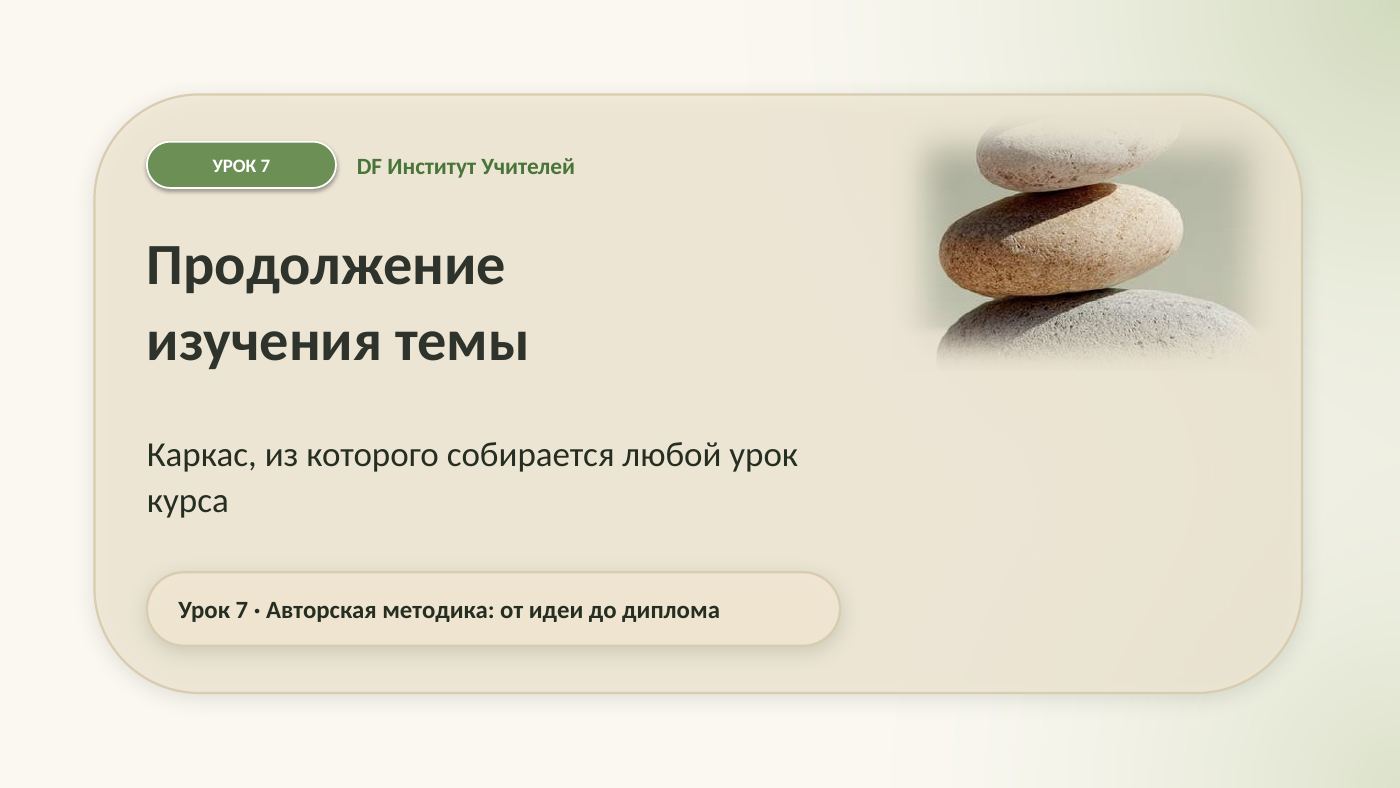 УРОК 7
DF Институт Учителей
Продолжение
изучения темы
Каркас, из которого собирается любой урок
курса
Урок 7 · Авторская методика: от идеи до диплома